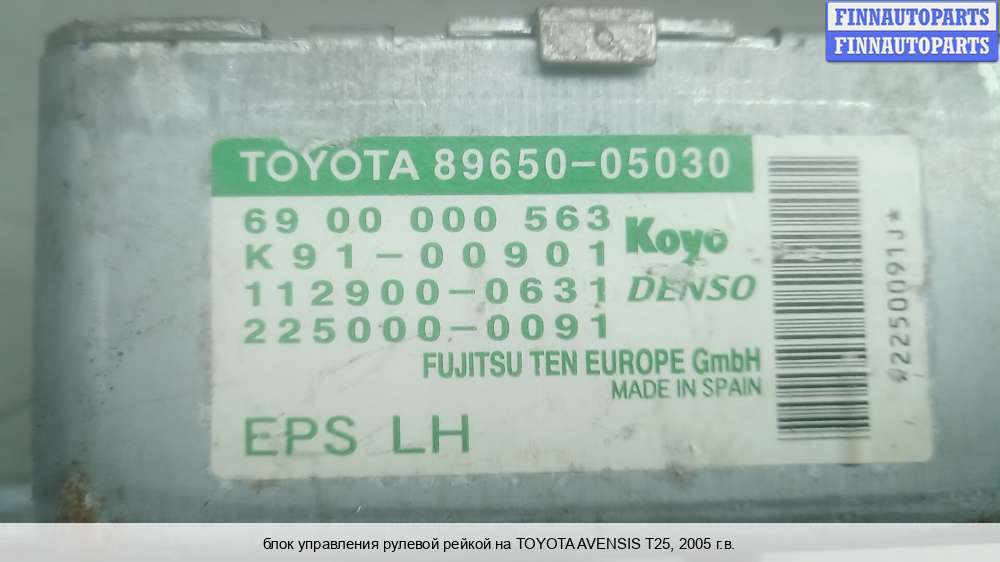 FINNAUTOPARTS
FINNAUTOPARTS
TOYOTA 89650-05030
69 00 000 563
K91-00901
Koyo
112900-0631
DENSO
225000-0091
FUJITSU TEN EUROPE GmbH
MADE IN SPAIN
EPS LH
*2250091J*
блок управления рулевой рейкой на TOYOTA AVENSIS T25, 2005 г.в.